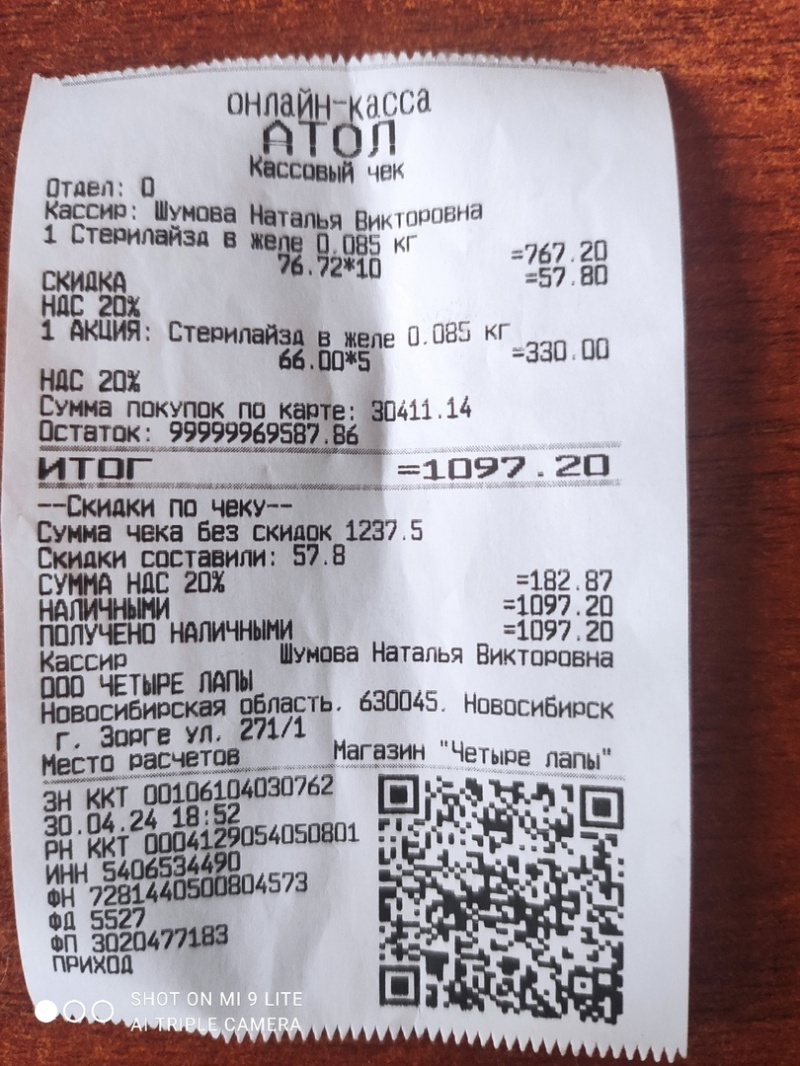 онлайн-касса
АТОЛ
Кассовый чек
Отдел: 0
Кассир: Шумова Наталья Викторовна
1 Стерилайзд в желе 0.085 кг
76.72*10 =767.20
СКИДКА =57.80
НДС 20%
1 АКЦИЯ: Стерилайзд в желе 0.085 кг
66.00*5 =330.00
НДС 20%
Сумма покупок по карте: 30411.14
Остаток: 99999969587.86
ИТОГ =1097.20
--Скидки по чеку--
Сумма чека без скидок 1237.5
Скидки составили: 57.8
СУММА НДС 20% =182.87
НАЛИЧНЫМИ =1097.20
ПОЛУЧЕНО НАЛИЧНЫМИ =1097.20
Кассир Шумова Наталья Викторовна
ООО ЧЕТЫРЕ ЛАПЫ
Новосибирская область. 630045. Новосибирск
г. Зорге ул. 271/1
Место расчетов Магазин "Четыре лапы"
ЗН ККТ 00106104030762
30.04.24 18:52
РН ККТ 0004129054050801
ИНН 5406534490
ФН 7281440500804573
ФД 5527
ФП 3020477183
ПРИХОД
SHOT ON MI 9 LITE
AI TRIPLE CAMERA